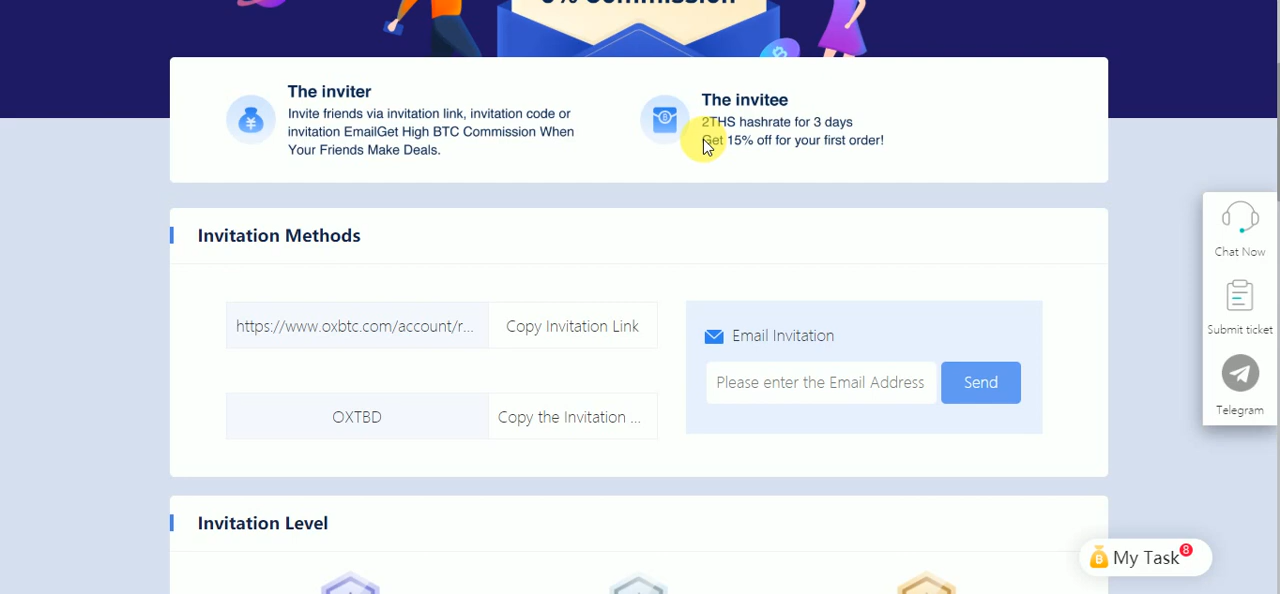 The inviter
Invite friends via invitation link, invitation code or
invitation EmailGet High BTC Commission When
Your Friends Make Deals.
The invitee
2THS hashrate for 3 days
Get 15% off for your first order!
Invitation Methods
https://www.oxbtc.com/account/r...
Copy Invitation Link
Email Invitation
Please enter the Email Address
Send
OXTBD
Copy the Invitation ...
Chat Now
Submit ticket
Telegram
Invitation Level
My Task
8